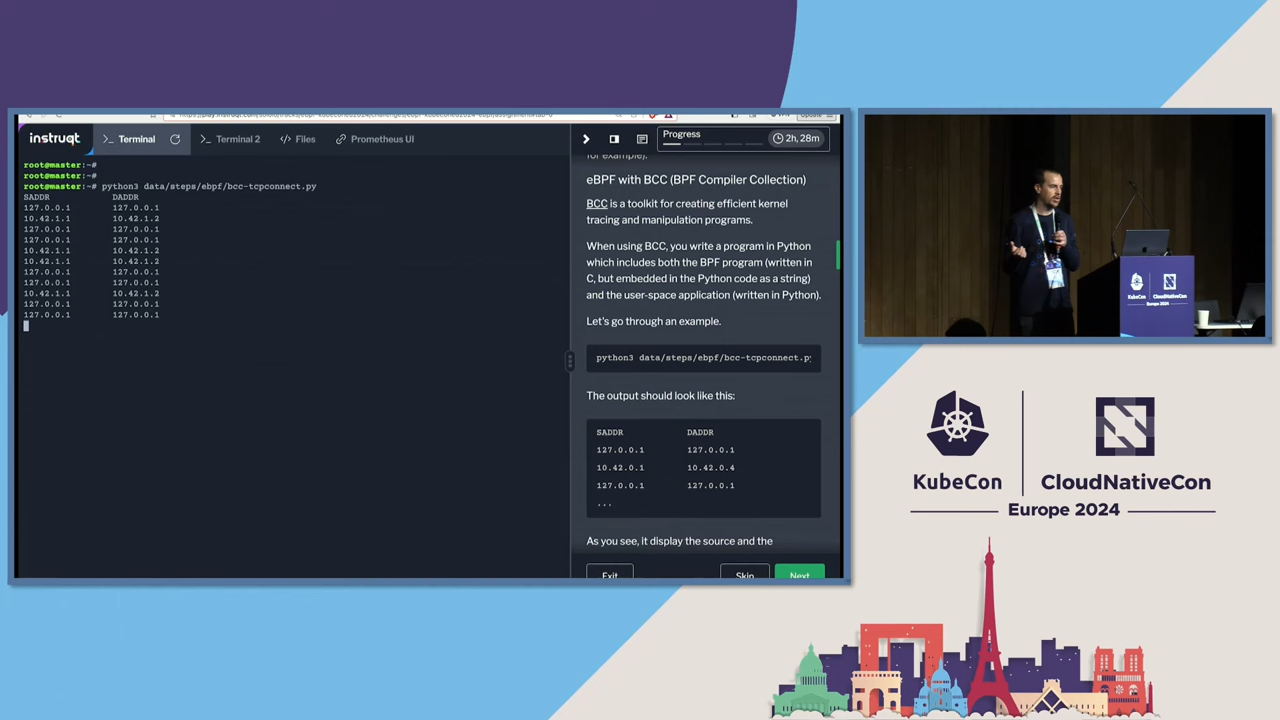 instruqt
Terminal
Terminal 2
Files
Prometheus UI
Progress
2h, 28m
root@master:~#
root@master:~#
root@master:~# python3 data/steps/ebpf/bcc-tcpconnect.py
SADDR DADDR
127.0.0.1 127.0.0.1
10.42.1.1 10.42.1.2
127.0.0.1 127.0.0.1
127.0.0.1 127.0.0.1
10.42.1.1 10.42.1.2
10.42.1.1 10.42.1.2
127.0.0.1 127.0.0.1
127.0.0.1 127.0.0.1
10.42.1.1 10.42.1.2
127.0.0.1 127.0.0.1
127.0.0.1 127.0.0.1
for example).
eBPF with BCC (BPF Compiler Collection)
BCC is a toolkit for creating efficient kernel
tracing and manipulation programs.
When using BCC, you write a program in Python
which includes both the BPF program (written in
C, but embedded in the Python code as a string)
and the user-space application (written in Python).
Let's go through an example.
python3 data/steps/ebpf/bcc-tcpconnect.py
The output should look like this:
SADDR DADDR
127.0.0.1 127.0.0.1
10.42.0.1 10.42.0.4
127.0.0.1 127.0.0.1
...
As you see, it display the source and the
Exit
Skip
Next
KubeCon
CloudNativeCon
Europe 2024
KubeCon
CloudNativeCon
Europe 2024